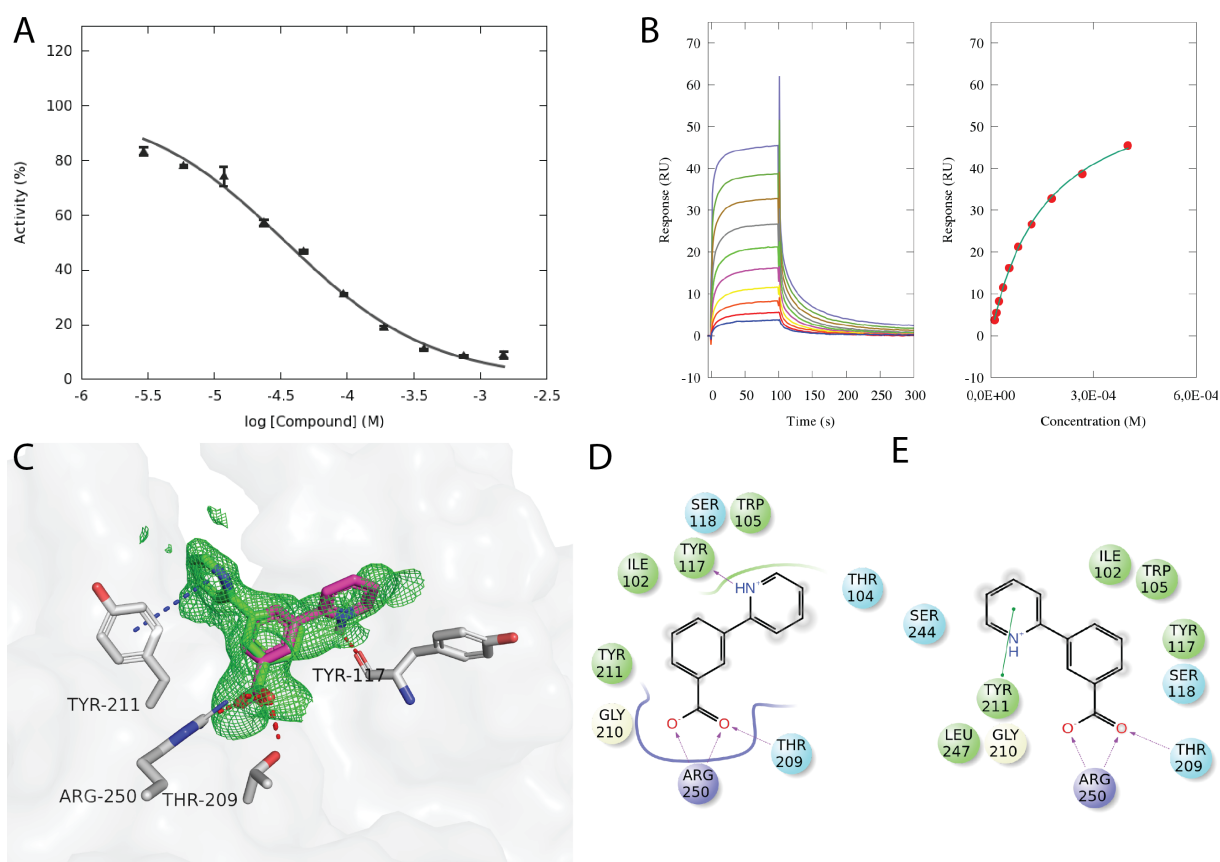 A
120
100
80
60
40
20
0
Activity (%)
-6
-5.5
-5
-4.5
-4
-3.5
-3
-2.5
log [Compound] (M)
B
70
60
50
40
30
20
10
0
-10
Response (RU)
0
50
100
150
200
250
300
Time (s)
70
60
50
40
30
20
10
0
-10
Response (RU)
0,0E+00
3,0E-04
6,0E-04
Concentration (M)
C
TYR-211
TYR-117
ARG-250
THR-209
D
SER
118
TRP
105
TYR
117
ILE
102
HN+
THR
104
TYR
211
GLY
210
O-
O
THR
209
ARG
250
E
ILE
102
TRP
105
SER
244
TYR
117
N+
H
SER
118
TYR
211
LEU
247
GLY
210
O-
O
THR
209
ARG
250